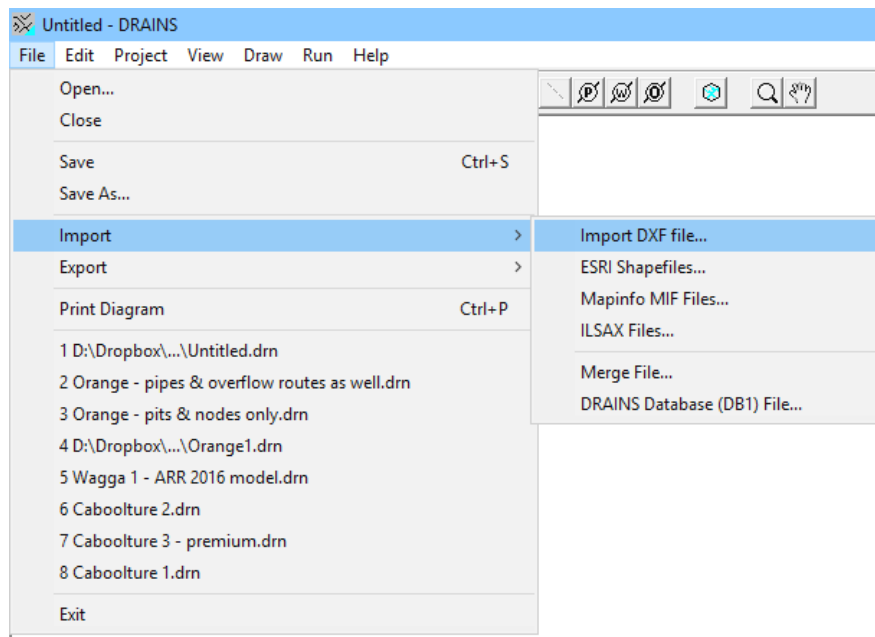 Untitled - DRAINS
File Edit Project View Draw Run Help
Open...
Close
Save Ctrl+S
Save As...
Import >
Export >
Print Diagram Ctrl+P
1 D:\Dropbox\...\Untitled.drn
2 Orange - pipes & overflow routes as well.drn
3 Orange - pits & nodes only.drn
4 D:\Dropbox\...\Orange1.drn
5 Wagga 1 - ARR 2016 model.drn
6 Caboolture 2.drn
7 Caboolture 3 - premium.drn
8 Caboolture 1.drn
Exit
P W O
Import DXF file...
ESRI Shapefiles...
Mapinfo MIF Files...
ILSAX Files...
Merge File...
DRAINS Database (DB1) File...